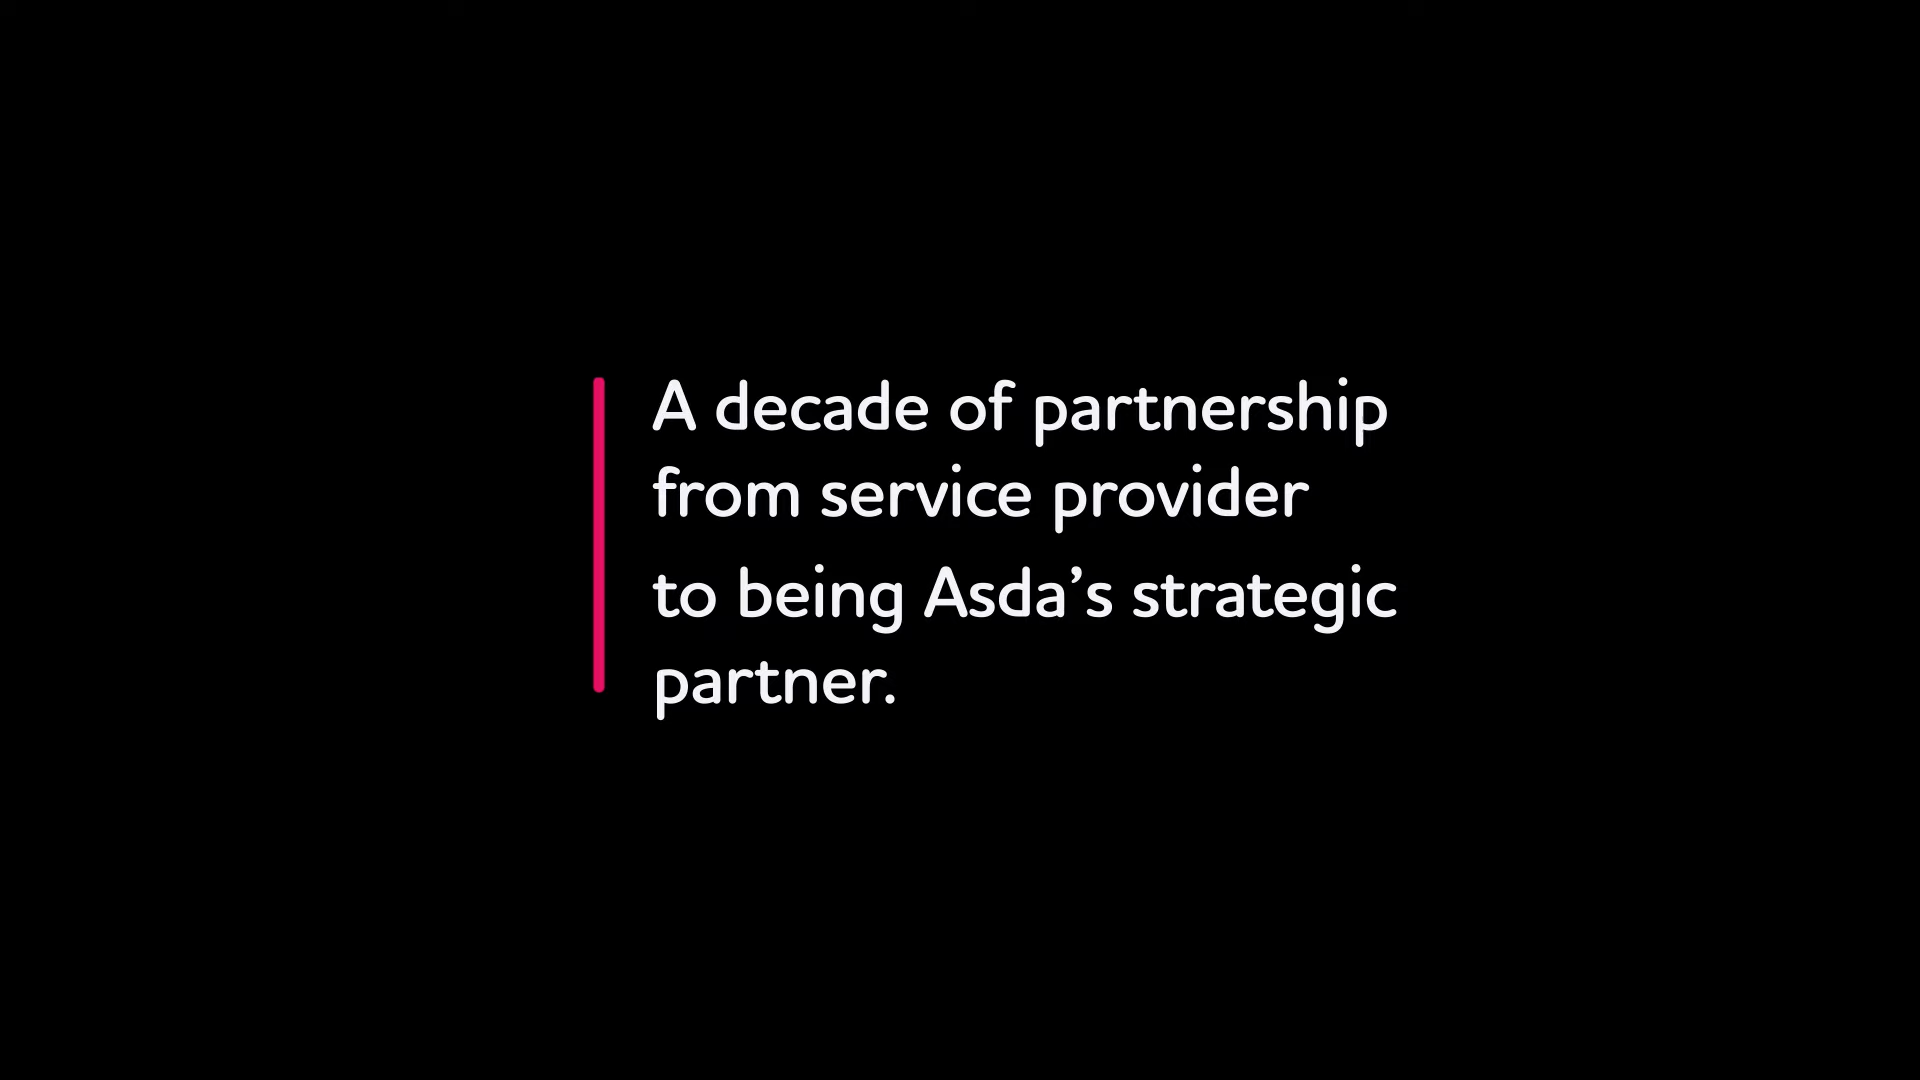 A decade of partnership
from service provider
to being Asda’s strategic
partner.